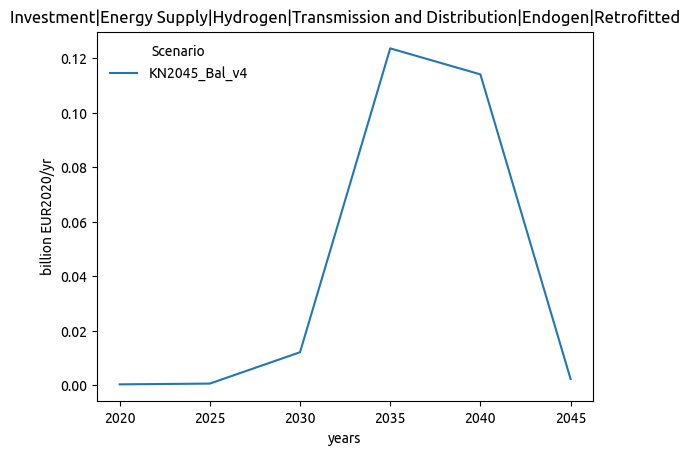 Investment|Energy Supply|Hydrogen|Transmission and Distribution|Endogen|Retrofitted
Scenario
KN2045_Bal_v4
billion EUR2020/yr
0.12
0.10
0.08
0.06
0.04
0.02
0.00
2020 2025 2030 2035 2040 2045
years